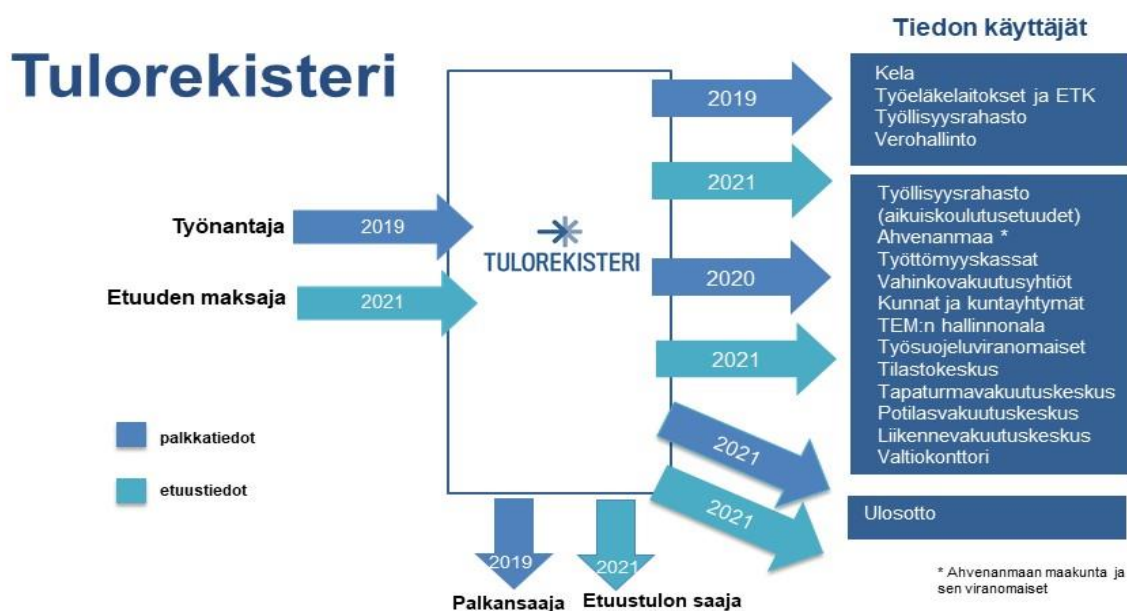 Tulorekisteri
Tiedon käyttäjät
Työnantaja
2019
Etuuden maksaja
2021
TULOREKISTERI
palkkatiedot
etuustiedot
2019
2021
2020
2021
2021
2021
Kela
Työeläkelaitokset ja ETK
Työllisyysrahasto
Verohallinto
Työllisyysrahasto
(aikuiskoulutusetuudet)
Ahvenanmaa *
Työttömyyskassat
Vahinkovakuutusyhtiöt
Kunnat ja kuntayhtymät
TEM:n hallinnonala
Työsuojeluviranomaiset
Tilastokeskus
Tapaturmavakuutuskeskus
Potilasvakuutuskeskus
Liikennevakuutuskeskus
Valtiokonttori
Ulosotto
2019
Palkansaaja
2021
Etuustulon saaja
* Ahvenanmaan maakunta ja
sen viranomaiset